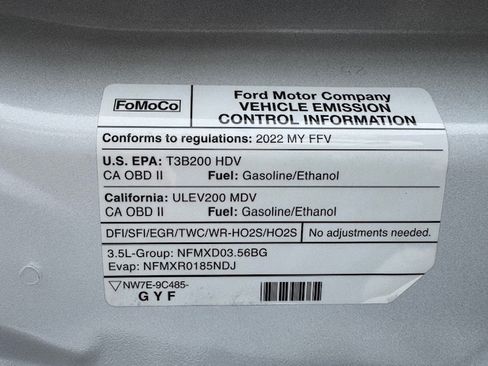 FoMoCo
Ford Motor Company
VEHICLE EMISSION
CONTROL INFORMATION
Conforms to regulations: 2022 MY FFV
U.S. EPA: T3B200 HDV
CA OBD II Fuel: Gasoline/Ethanol
California: ULEV200 MDV
CA OBD II Fuel: Gasoline/Ethanol
DFI/SFI/EGR/TWC/WR-HO2S/HO2S No adjustments needed.
3.5L-Group: NFMXD03.56BG
Evap: NFMXR0185NDJ
NW7E-9C485-
G Y F